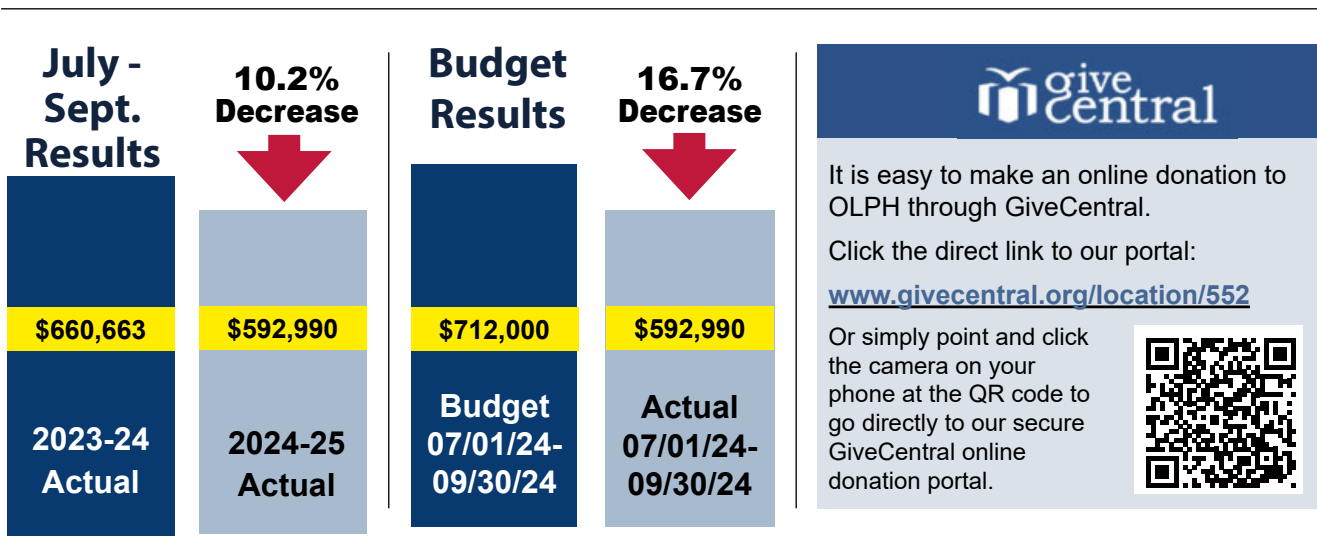 July -
Sept.
Results
10.2%
Decrease
$660,663
$592,990
2023-24
Actual
2024-25
Actual
Budget
Results
16.7%
Decrease
$712,000
$592,990
Budget
07/01/24-
09/30/24
Actual
07/01/24-
09/30/24
give
central
It is easy to make an online donation to
OLPH through GiveCentral.
Click the direct link to our portal:
www.givecentral.org/location/552
Or simply point and click
the camera on your
phone at the QR code to
go directly to our secure
GiveCentral online
donation portal.